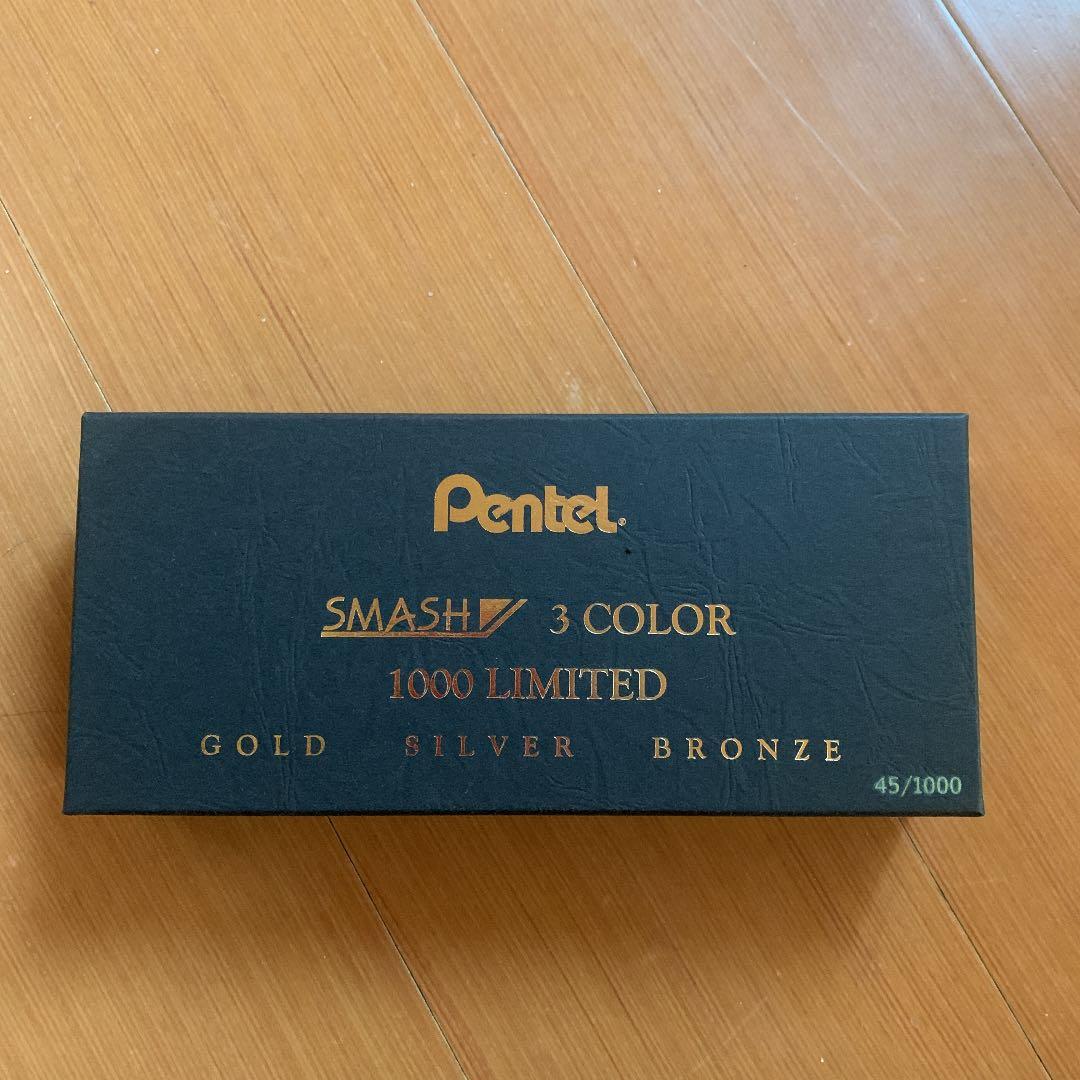 Pentel®
SMASH 3 COLOR
1000 LIMITED
GOLD SILVER BRONZE
45/1000